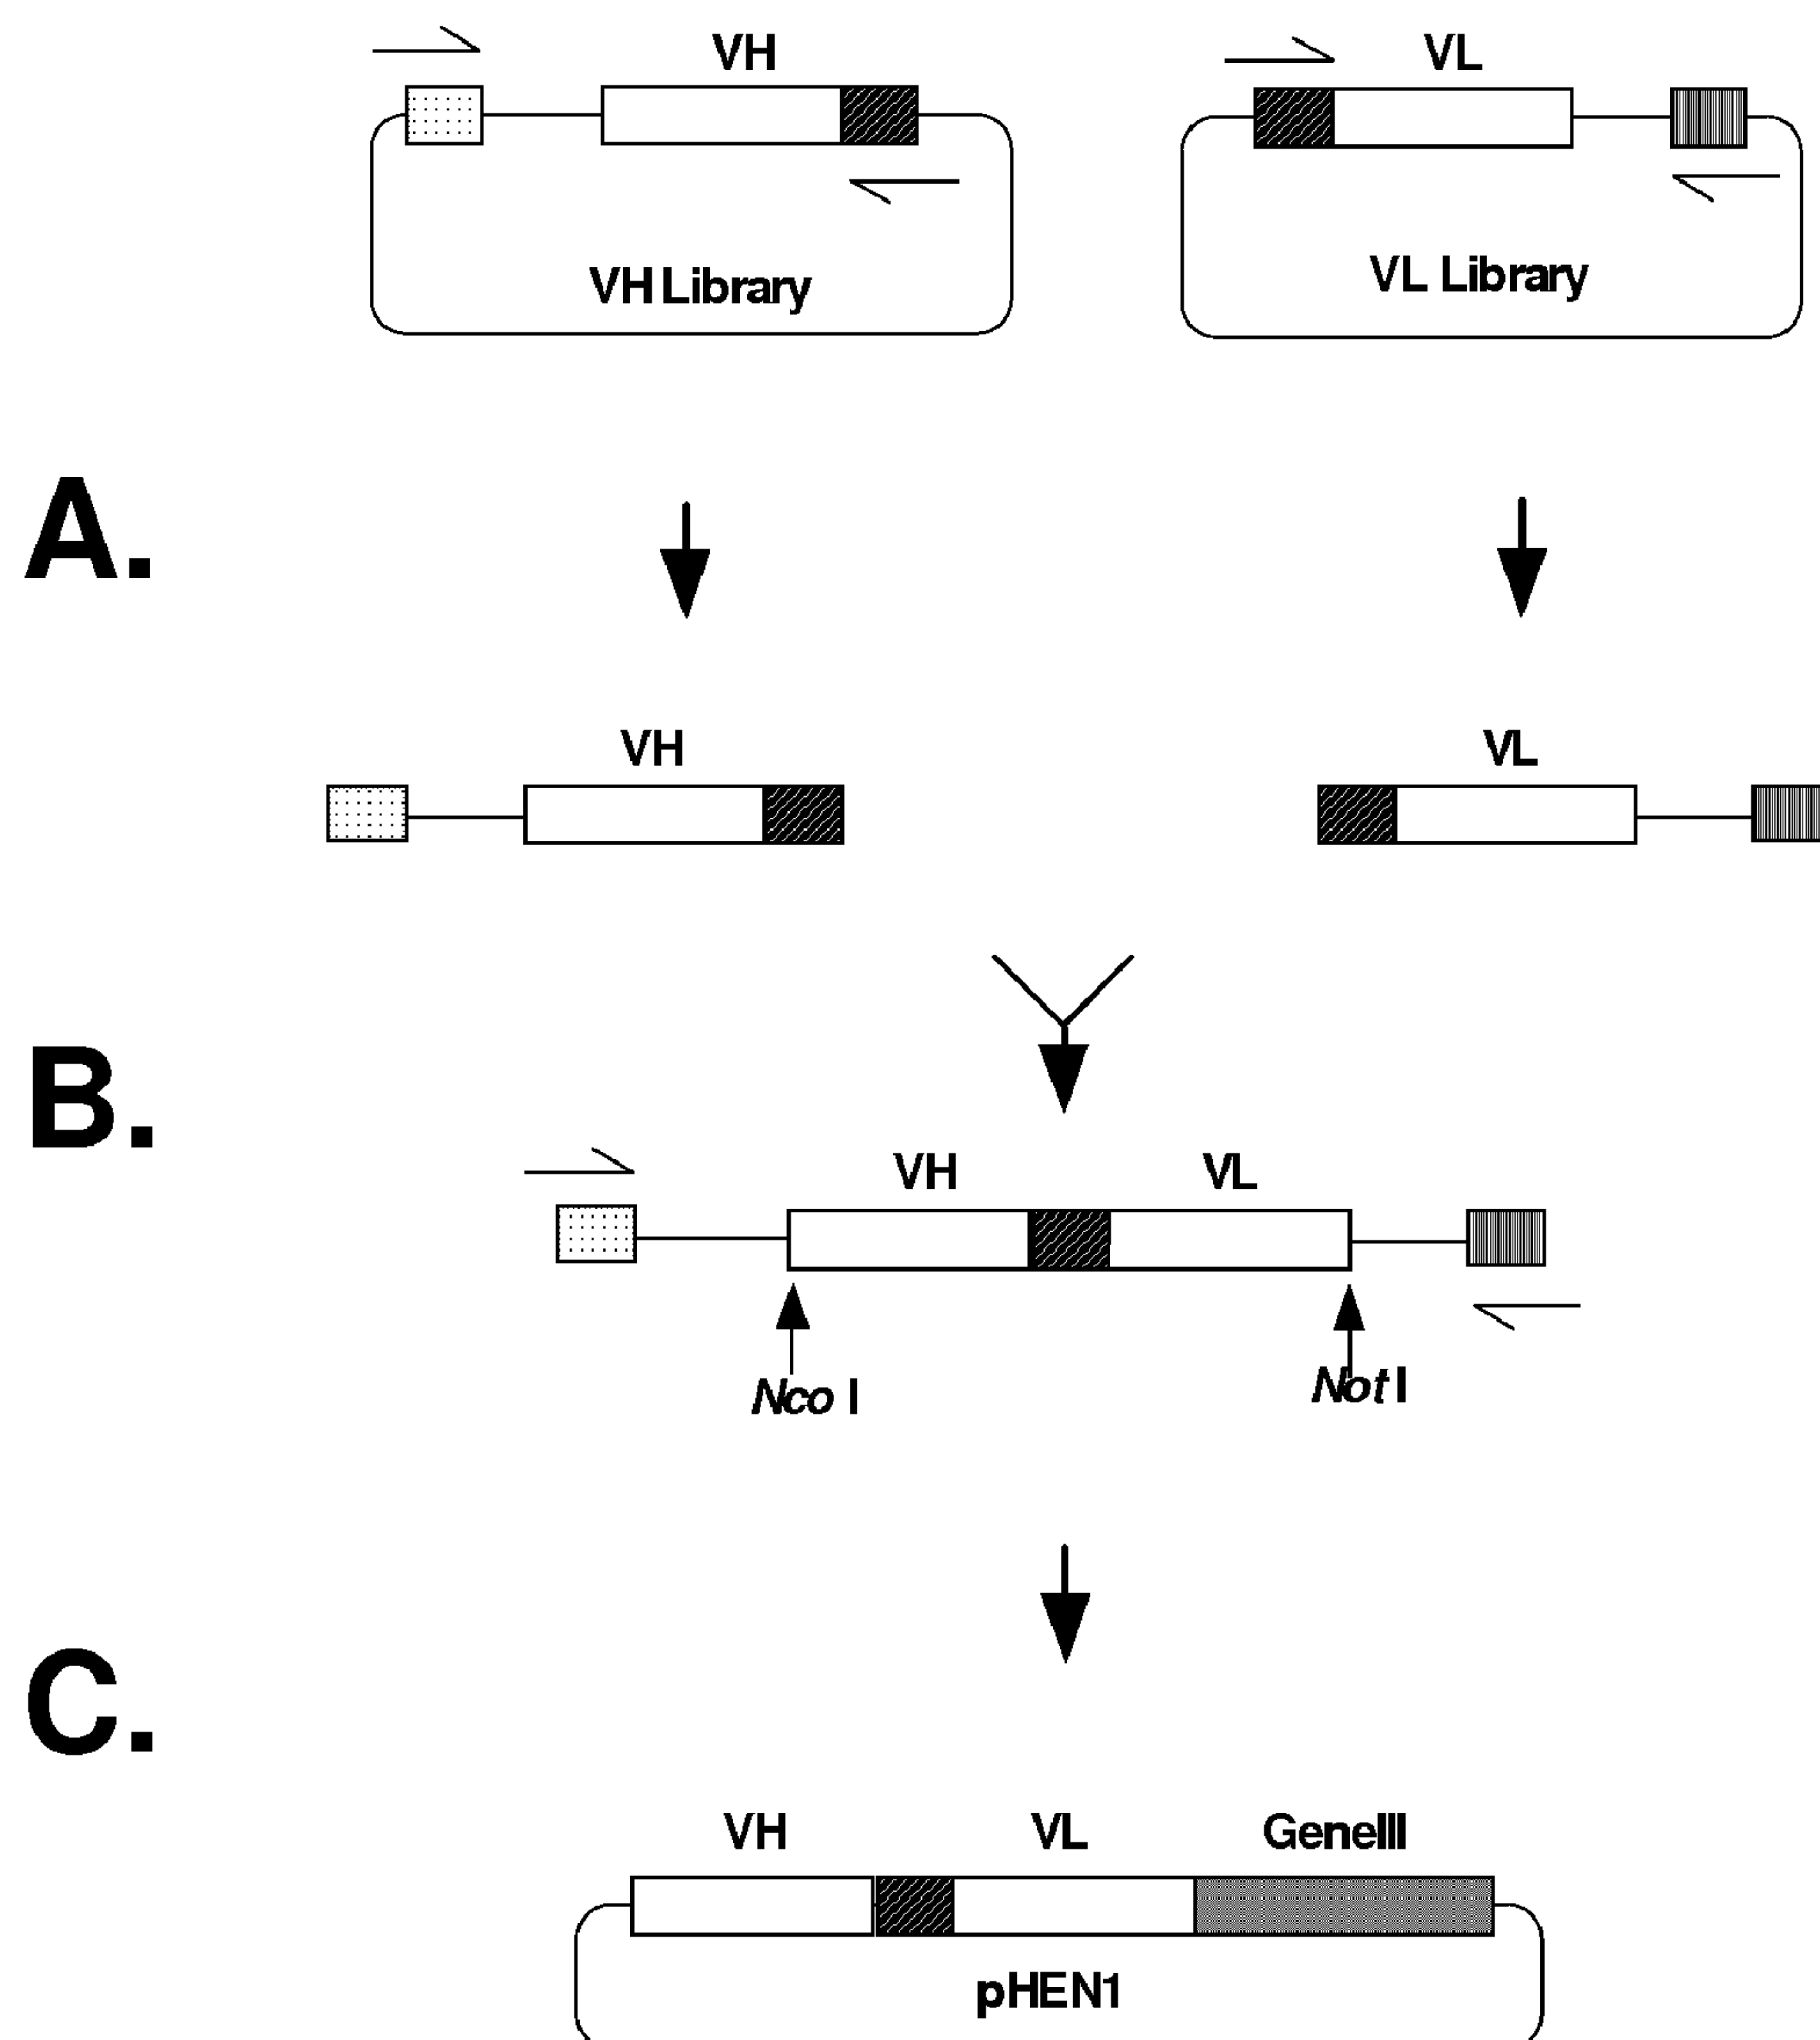 VH VL
VH Library VL Library
A.
VH VL
B.
VH VL
Nco I Not I
C.
VH VL GeneIII
pHEN1